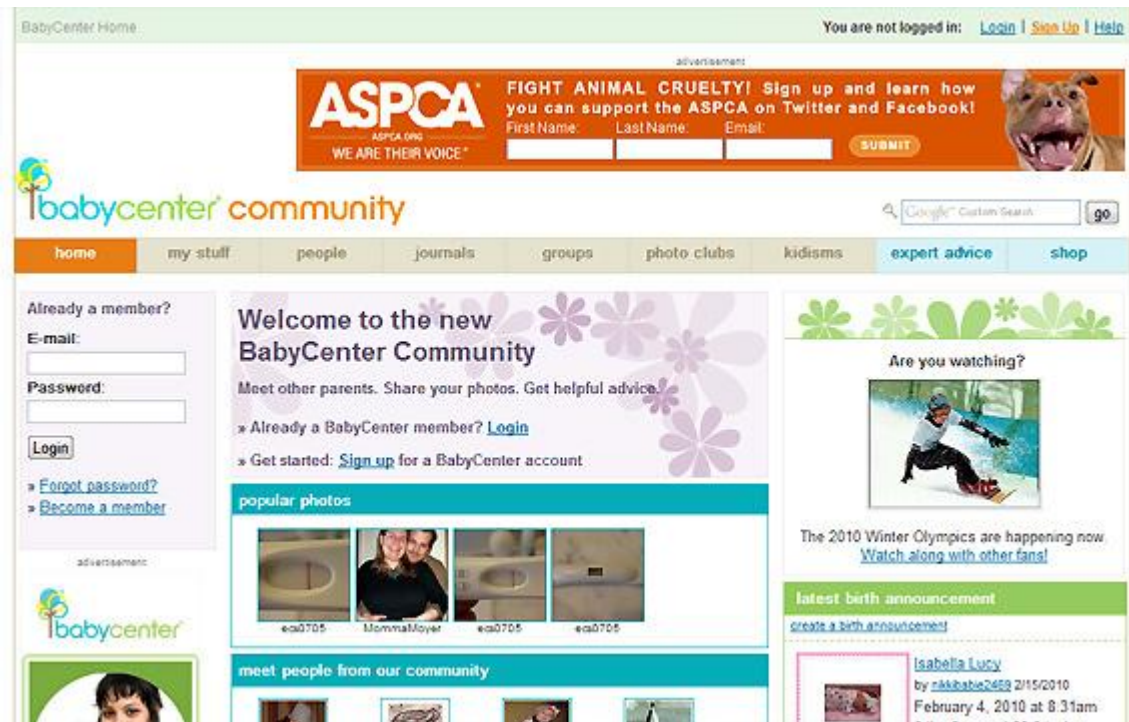 BabyCenter Home
You are not logged in: Login | Sign Up | Help
advertisement
ASPCA
ASPCA.ORG
WE ARE THEIR VOICE
FIGHT ANIMAL CRUELTY! Sign up and learn how
you can support the ASPCA on Twitter and Facebook!
First Name: Last Name: Email:
SUBMIT
babycenter community
Google Custom Search
go
home my stuff people journals groups photo clubs kidisms expert advice shop
Already a member?
E-mail:
Password:
Login
» Forgot password?
» Become a member
advertisement
babycenter
Welcome to the new
BabyCenter Community
Meet other parents. Share your photos. Get helpful advice.
» Already a BabyCenter member? Login
» Get started: Sign up for a BabyCenter account
popular photos
eca0705 MommaMoyer eca0705 eca0705
meet people from our community
Are you watching?
The 2010 Winter Olympics are happening now.
Watch along with other fans!
latest birth announcement
create a birth announcement
Isabella Lucy
by nikkibabie2469 2/15/2010
February 4, 2010 at 8:31am